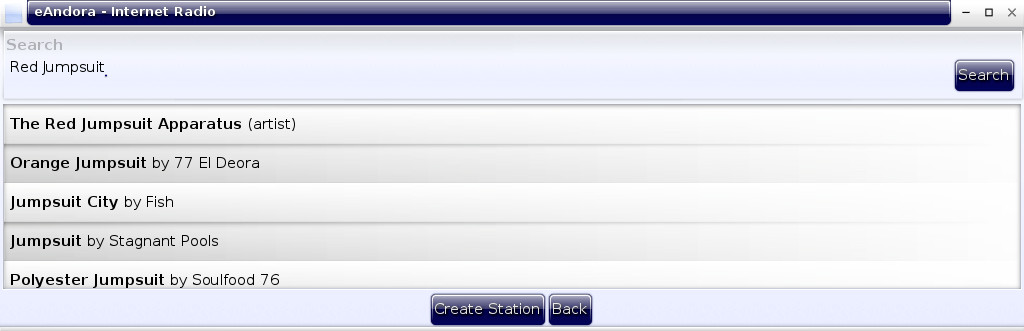 eAndora - Internet Radio
Search
Red Jumpsuit
Search
The Red Jumpsuit Apparatus (artist)
Orange Jumpsuit by 77 El Deora
Jumpsuit City by Fish
Jumpsuit by Stagnant Pools
Polyester Jumpsuit by Soulfood 76
Create Station Back